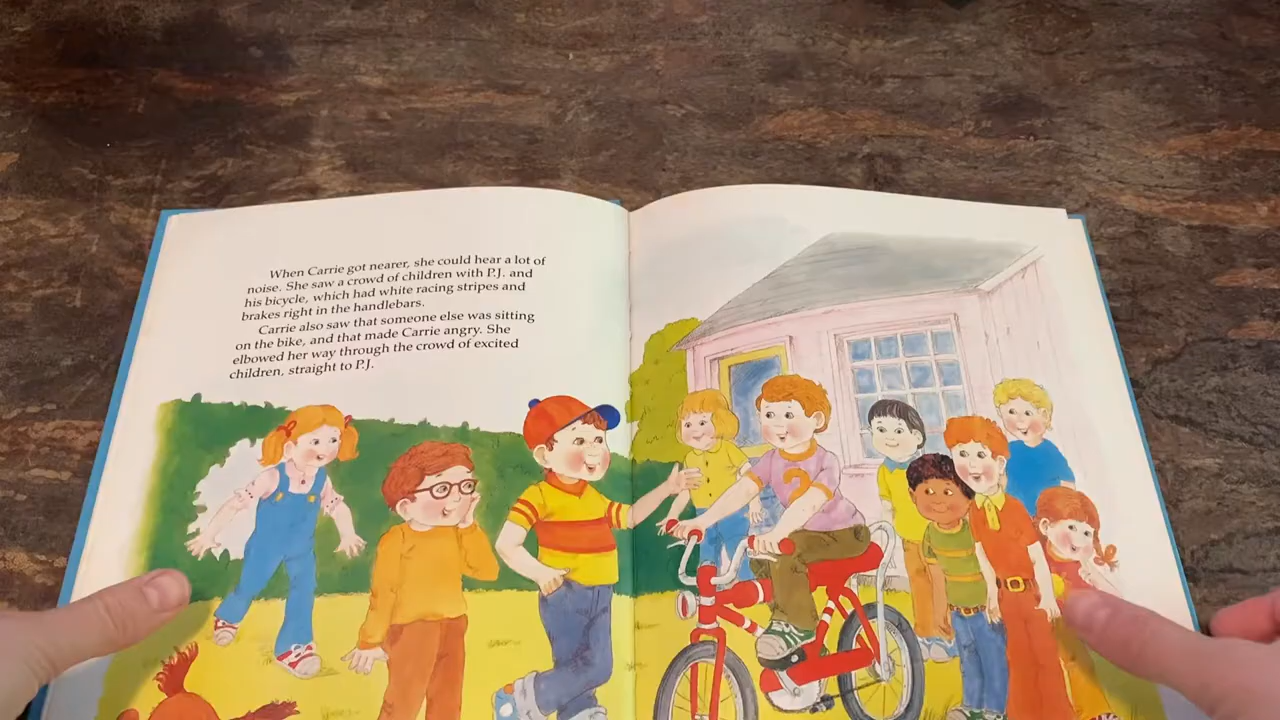 When Carrie got nearer, she could hear a lot of
noise. She saw a crowd of children with P.J. and
his bicycle, which had white racing stripes and
brakes right in the handlebars.
Carrie also saw that someone else was sitting
on the bike, and that made Carrie angry. She
elbowed her way through the crowd of excited
children, straight to P.J.
2